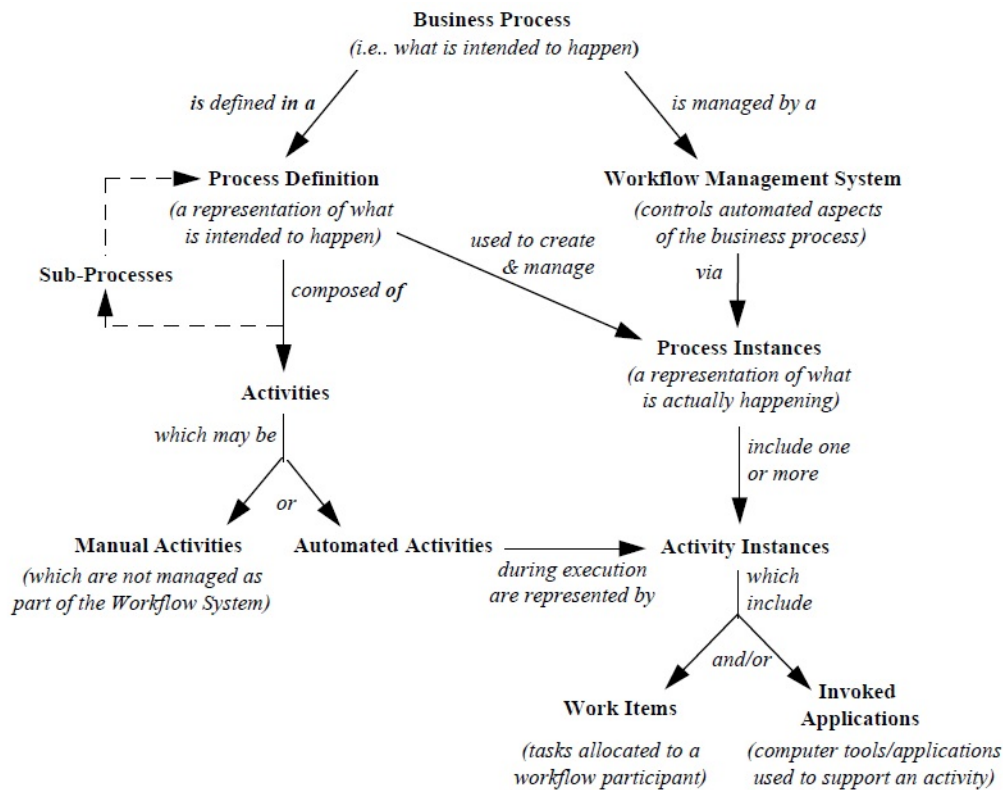 Business Process
(i.e.. what is intended to happen)
is defined in a
is managed by a
Process Definition
(a representation of what
is intended to happen)
Workflow Management System
(controls automated aspects
of the business process)
used to create
& manage
via
Sub-Processes
composed of
Process Instances
(a representation of what
is actually happening)
Activities
which may be
include one
or more
or
Manual Activities
(which are not managed as
part of the Workflow System)
Automated Activities
during execution
are represented by
Activity Instances
which
include
and/or
Work Items
(tasks allocated to a
workflow participant)
Invoked
Applications
(computer tools/applications
used to support an activity)